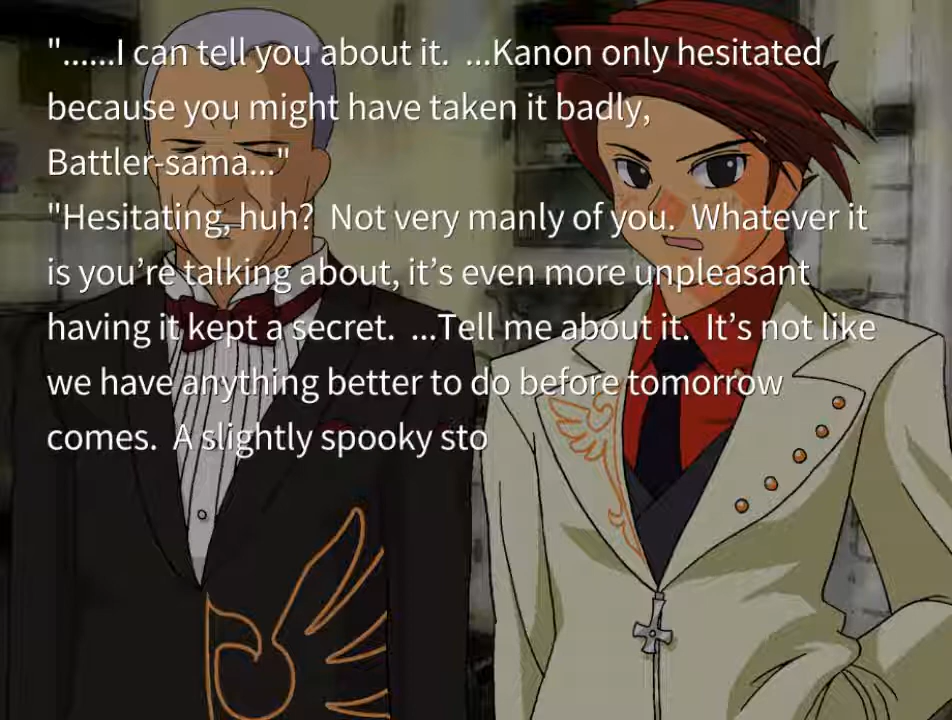 "......I can tell you about it.  ...Kanon only hesitated
because you might have taken it badly,
Battler-sama..."
"Hesitating, huh?  Not very manly of you.  Whatever it
is you're talking about, it's even more unpleasant
having it kept a secret.  ...Tell me about it.  It's not like
we have anything better to do before tomorrow
comes.  A slightly spooky sto